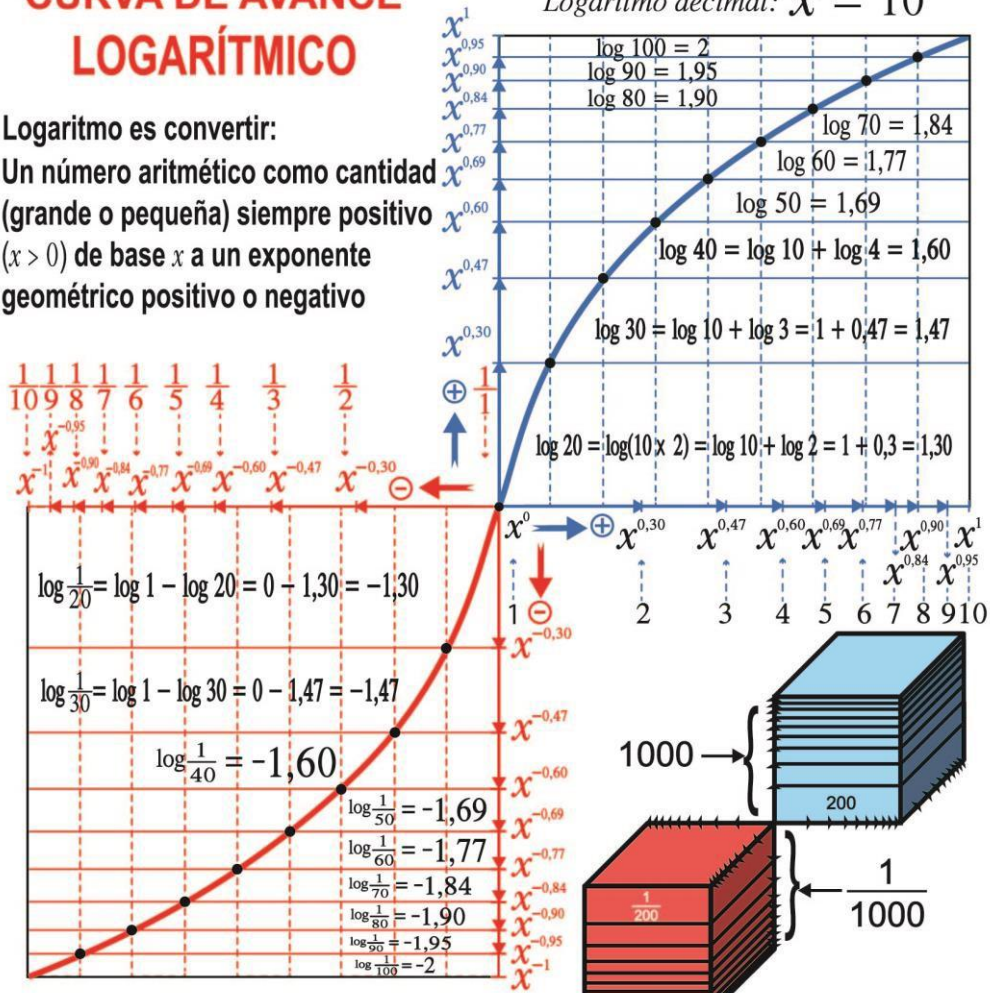 CURVA DE AVANCE
LOGARÍTMICO
Logaritmo decimal: x = 10
Logaritmo es convertir:
Un número aritmético como cantidad
(grande o pequeña) siempre positivo
(x > 0) de base x a un exponente
geométrico positivo o negativo
x^1
x^0,95
x^0,90
x^0,84
x^0,77
x^0,69
x^0,60
x^0,47
x^0,30
log 100 = 2
log 90 = 1,95
log 80 = 1,90
log 70 = 1,84
log 60 = 1,77
log 50 = 1,69
log 40 = log 10 + log 4 = 1,60
log 30 = log 10 + log 3 = 1 + 0,47 = 1,47
log 20 = log(10 x 2) = log 10 + log 2 = 1 + 0,3 = 1,30
1/10 1/9 1/8 1/7 1/6 1/5 1/4 1/3 1/2 ⊕ 1/1
x^-0,95
x^-1 x^-0,90 x^-0,84 x^-0,77 x^-0,69 x^-0,60 x^-0,47 x^-0,30 ⊖
x^0 ⊕ x^0,30 x^0,47 x^0,60 x^0,69 x^0,77 x^0,90 x^1
x^0,84 x^0,95
1 ⊖ 2 3 4 5 6 7 8 9 10
log 1/20 = log 1 − log 20 = 0 − 1,30 = −1,30
log 1/30 = log 1 − log 30 = 0 − 1,47 = −1,47
log 1/40 = −1,60
log 1/50 = −1,69
log 1/60 = −1,77
log 1/70 = −1,84
log 1/80 = −1,90
log 1/90 = −1,95
log 1/100 = −2
x^-0,30
x^-0,47
x^-0,60
x^-0,69
x^-0,77
x^-0,84
x^-0,90
x^-0,95
x^-1
1000
200
1/200
1/1000